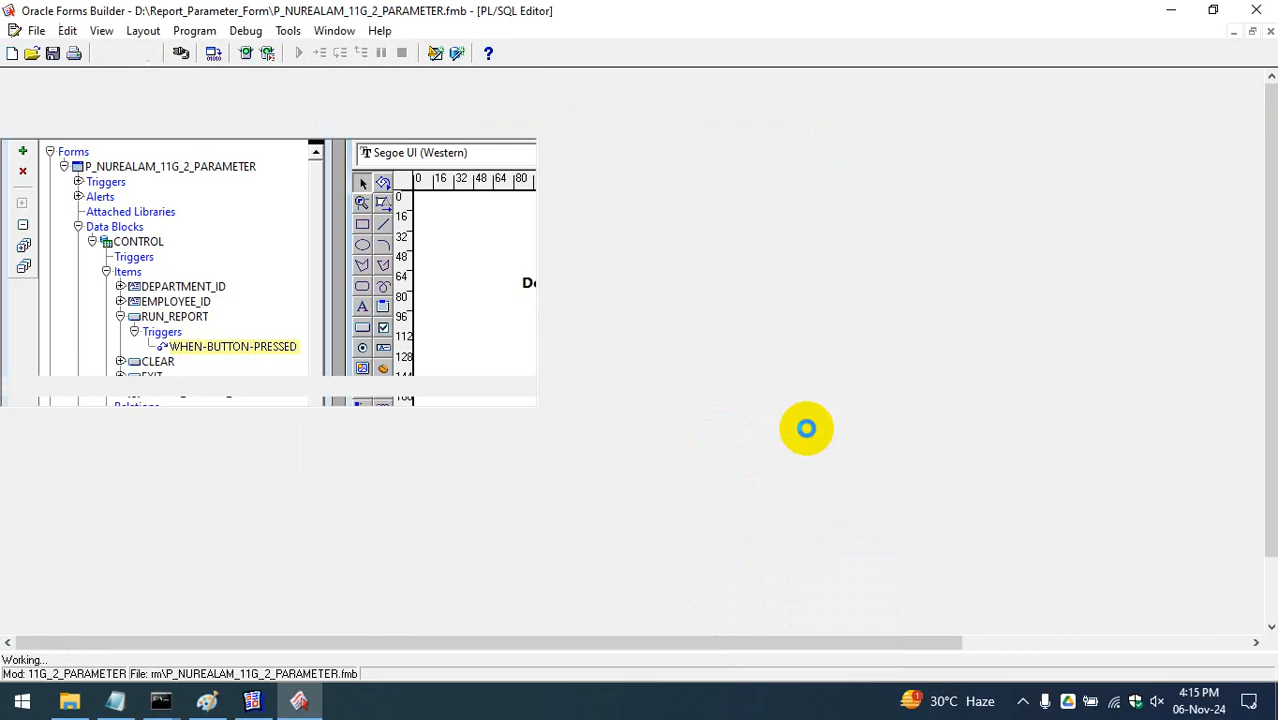 Oracle Forms Builder - D:\Report_Parameter_Form\P_NUREALAM_11G_2_PARAMETER.fmb - [PL/SQL Editor]
File Edit View Layout Program Debug Tools Window Help
Forms
P_NUREALAM_11G_2_PARAMETER
Triggers
Alerts
Attached Libraries
Data Blocks
CONTROL
Triggers
Items
DEPARTMENT_ID
EMPLOYEE_ID
RUN_REPORT
Triggers
WHEN-BUTTON-PRESSED
CLEAR
Segoe UI (Western)
0 16 32 48 64 80
0
16
32
48
64
80
96
112
128
De
Working...
Mod: 11G_2_PARAMETER File: rm\P_NUREALAM_11G_2_PARAMETER.fmb
30°C Haze
4:15 PM
06-Nov-24